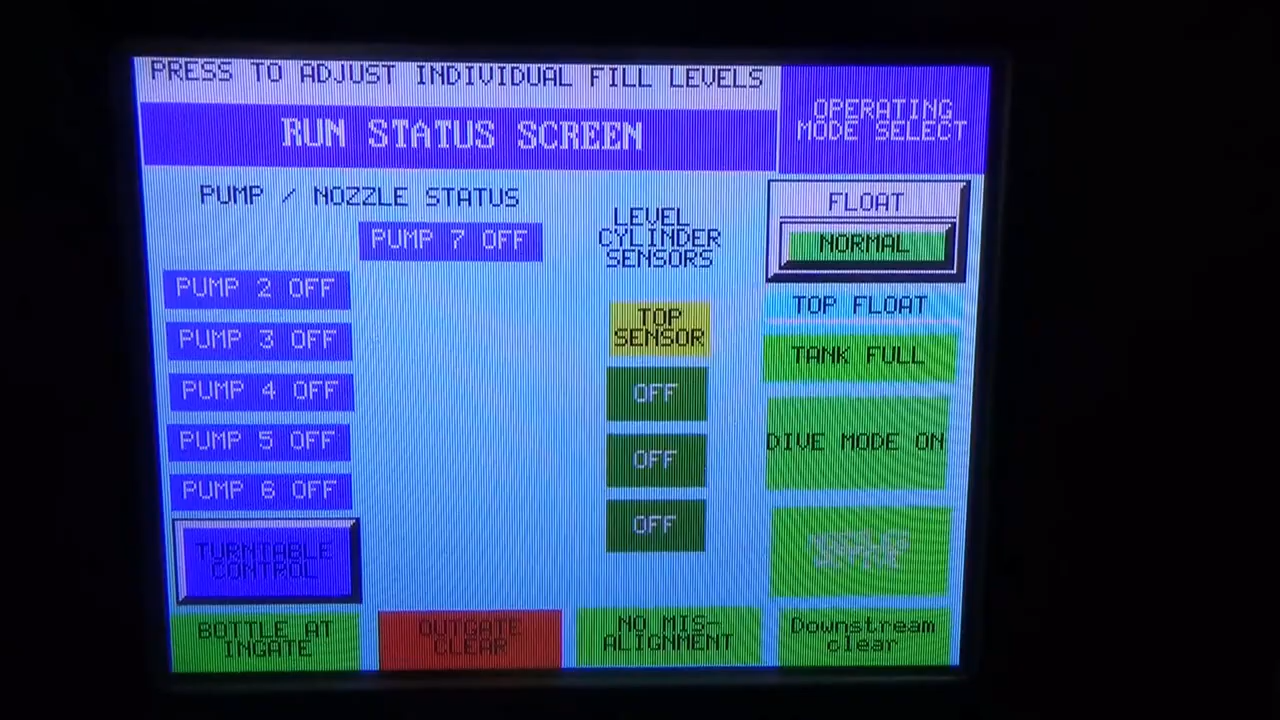 PRESS TO ADJUST INDIVIDUAL FILL LEVELS
RUN STATUS SCREEN
OPERATING
MODE SELECT
PUMP / NOZZLE STATUS
PUMP 7 OFF
PUMP 2 OFF
PUMP 3 OFF
PUMP 4 OFF
PUMP 5 OFF
PUMP 6 OFF
TURNTABLE
CONTROL
LEVEL
CYLINDER
SENSORS
TOP
SENSOR
OFF
OFF
OFF
FLOAT
NORMAL
TOP FLOAT
TANK FULL
DIVE MODE ON
BOTTLE AT
INGATE
OUTGATE
CLEAR
NO MIS-
ALIGNMENT
Downstream
clear